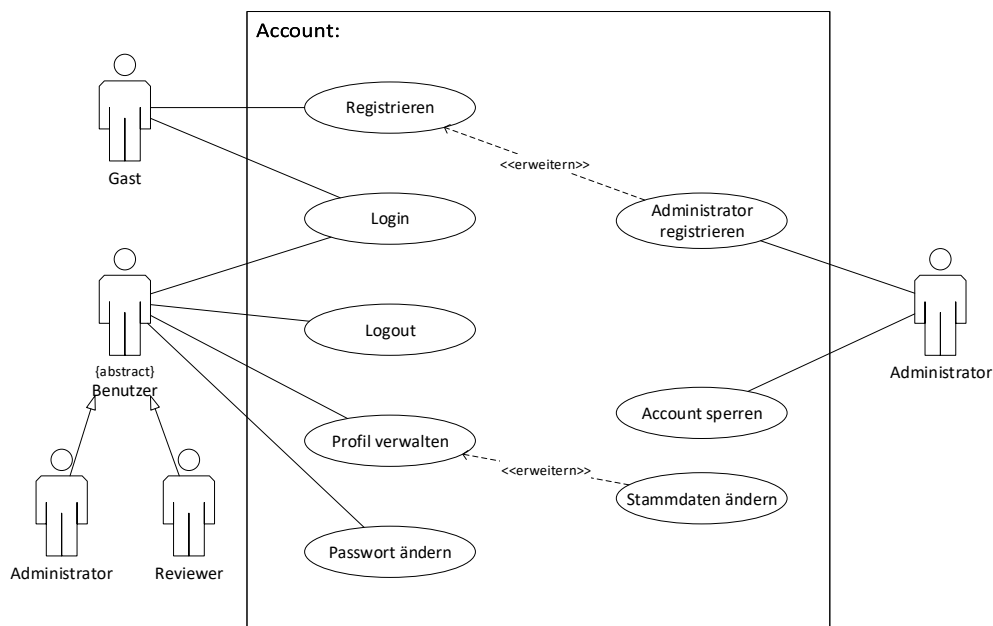 Account:
Registrieren
Gast
<<erweitern>>
Login
Administrator
registrieren
Logout
{abstract}
Benutzer
Administrator
Account sperren
Profil verwalten
<<erweitern>>
Stammdaten ändern
Passwort ändern
Administrator
Reviewer